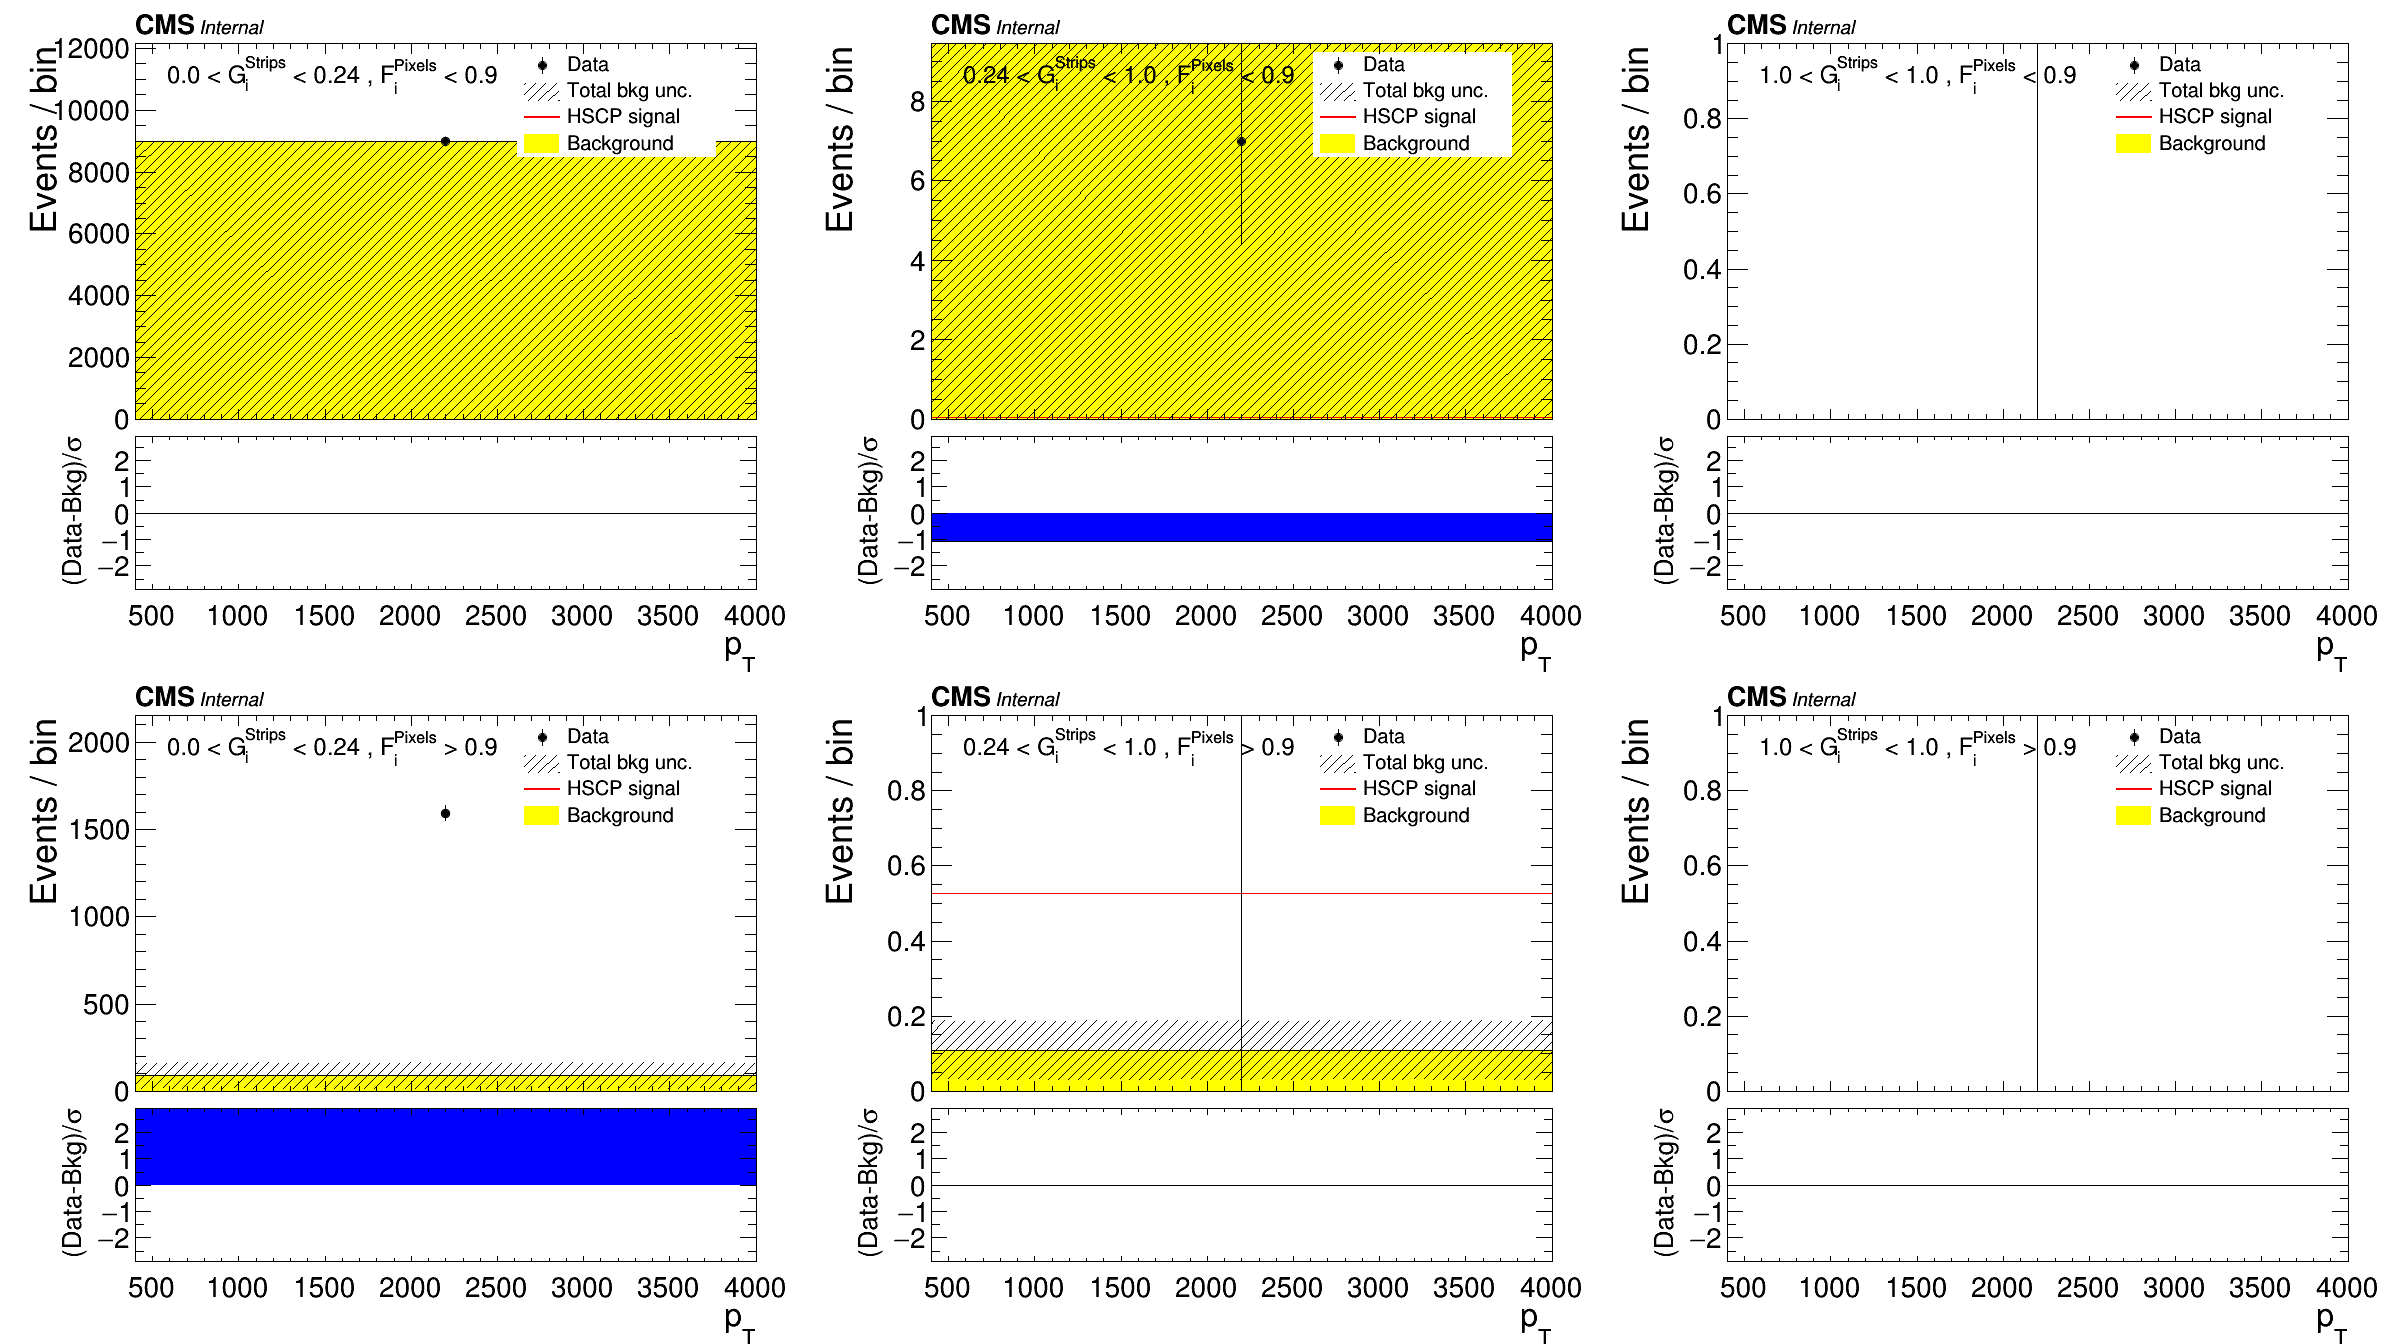 CMS Internal
Events / bin
0.0 < G_i^Strips < 0.24 , F_i^Pixels < 0.9
Data
Total bkg unc.
HSCP signal
Background
12000
10000
8000
6000
4000
2000
0
(Data-Bkg)/σ
2
1
0
−1
−2
500 1000 1500 2000 2500 3000 3500 4000
p_T
CMS Internal
Events / bin
0.24 < G_i^Strips < 1.0 , F_i^Pixels < 0.9
Data
Total bkg unc.
HSCP signal
Background
8
6
4
2
0
(Data-Bkg)/σ
2
1
0
−1
−2
500 1000 1500 2000 2500 3000 3500 4000
p_T
CMS Internal
Events / bin
1.0 < G_i^Strips < 1.0 , F_i^Pixels < 0.9
Data
Total bkg unc.
HSCP signal
Background
1
0.8
0.6
0.4
0.2
0
(Data-Bkg)/σ
2
1
0
−1
−2
500 1000 1500 2000 2500 3000 3500 4000
p_T
CMS Internal
Events / bin
0.0 < G_i^Strips < 0.24 , F_i^Pixels > 0.9
Data
Total bkg unc.
HSCP signal
Background
2000
1500
1000
500
0
(Data-Bkg)/σ
2
1
0
−1
−2
500 1000 1500 2000 2500 3000 3500 4000
p_T
CMS Internal
Events / bin
0.24 < G_i^Strips < 1.0 , F_i^Pixels > 0.9
Data
Total bkg unc.
HSCP signal
Background
1
0.8
0.6
0.4
0.2
0
(Data-Bkg)/σ
2
1
0
−1
−2
500 1000 1500 2000 2500 3000 3500 4000
p_T
CMS Internal
Events / bin
1.0 < G_i^Strips < 1.0 , F_i^Pixels > 0.9
Data
Total bkg unc.
HSCP signal
Background
1
0.8
0.6
0.4
0.2
0
(Data-Bkg)/σ
2
1
0
−1
−2
500 1000 1500 2000 2500 3000 3500 4000
p_T